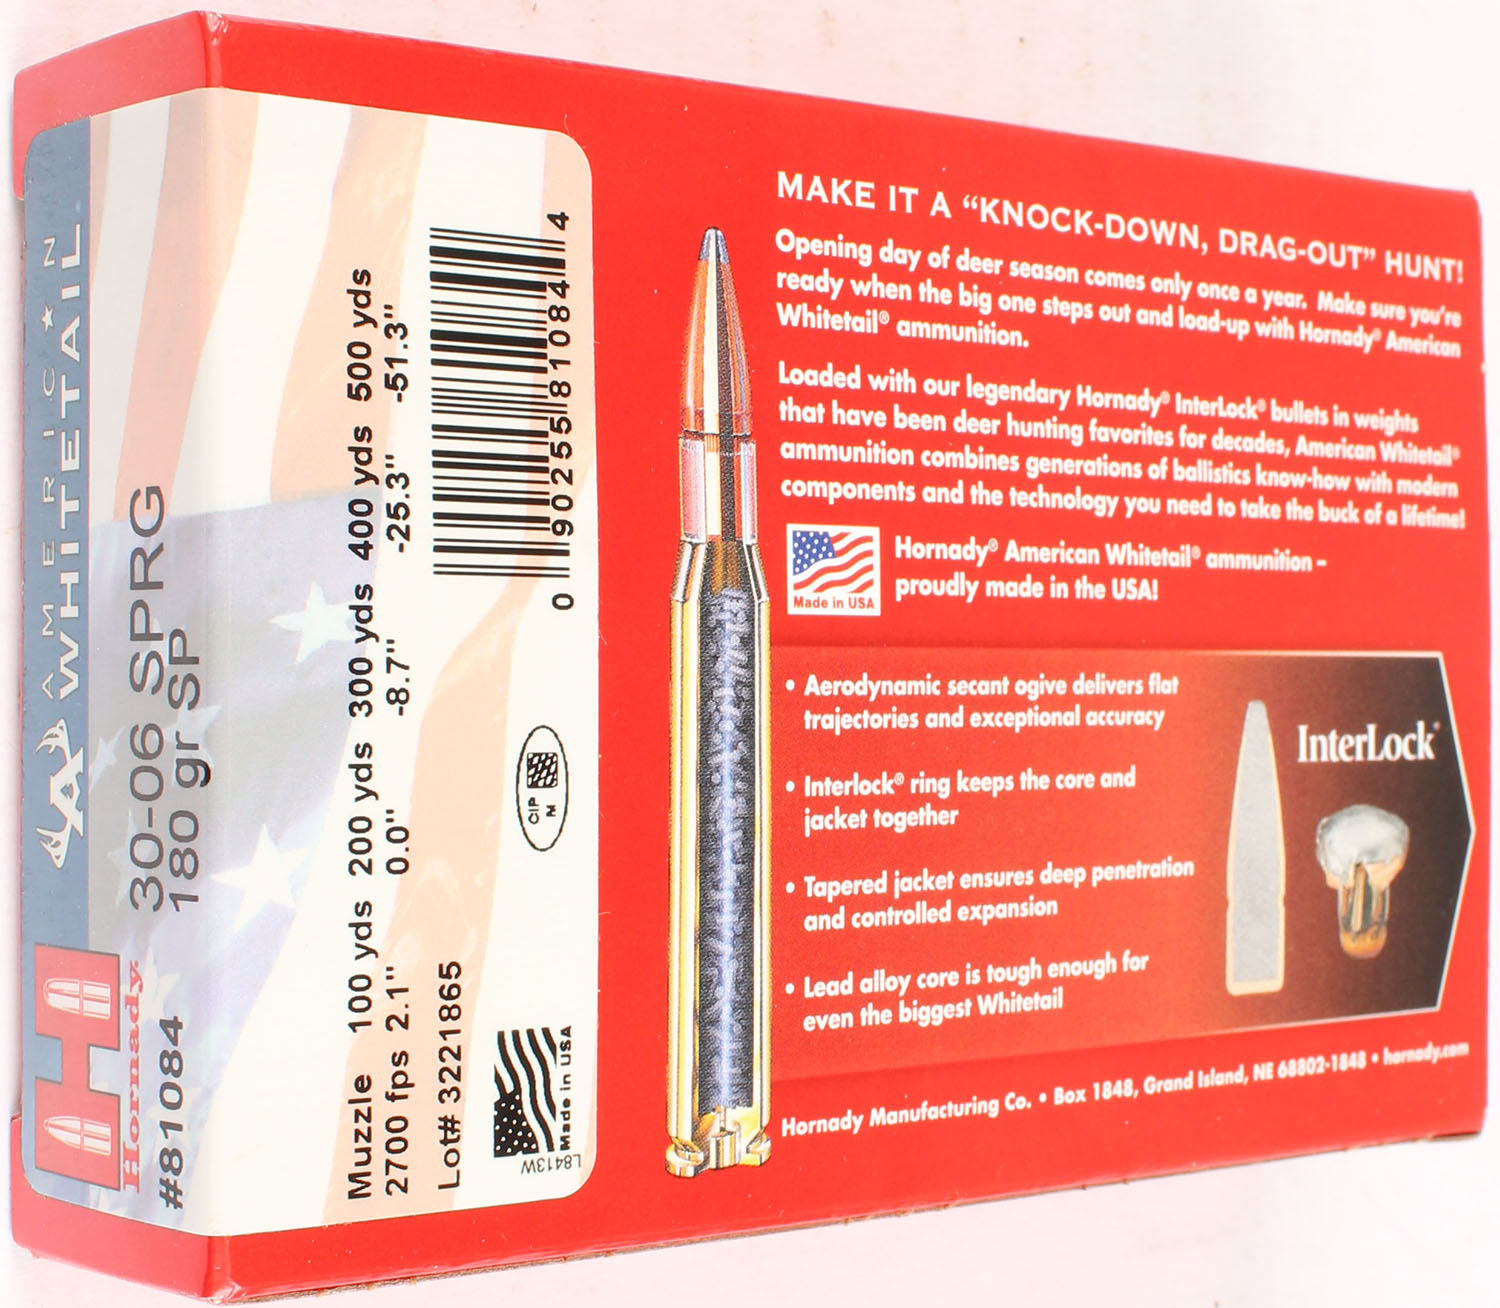 AMERICAN
WHITETAIL
30-06 SPRG
180 gr SP
Hornady.
#81084
Muzzle 100 yds 200 yds 300 yds 400 yds 500 yds
2700 fps 2.1" 0.0" -8.7" -25.3" -51.3"
Lot# 3221865
0 90255 81084 4
CIP
M
Made in USA
L8413W
MAKE IT A “KNOCK-DOWN, DRAG-OUT” HUNT!
Opening day of deer season comes only once a year. Make sure you're
ready when the big one steps out and load-up with Hornady® American
Whitetail® ammunition.
Loaded with our legendary Hornady® InterLock® bullets in weights
that have been deer hunting favorites for decades, American Whitetail®
ammunition combines generations of ballistics know-how with modern
components and the technology you need to take the buck of a lifetime!
Made in USA
Hornady® American Whitetail® ammunition –
proudly made in the USA!
• Aerodynamic secant ogive delivers flat
trajectories and exceptional accuracy
• Interlock® ring keeps the core and
jacket together
• Tapered jacket ensures deep penetration
and controlled expansion
• Lead alloy core is tough enough for
even the biggest Whitetail
InterLock®
Hornady Manufacturing Co. • Box 1848, Grand Island, NE 68802-1848 • hornady.com